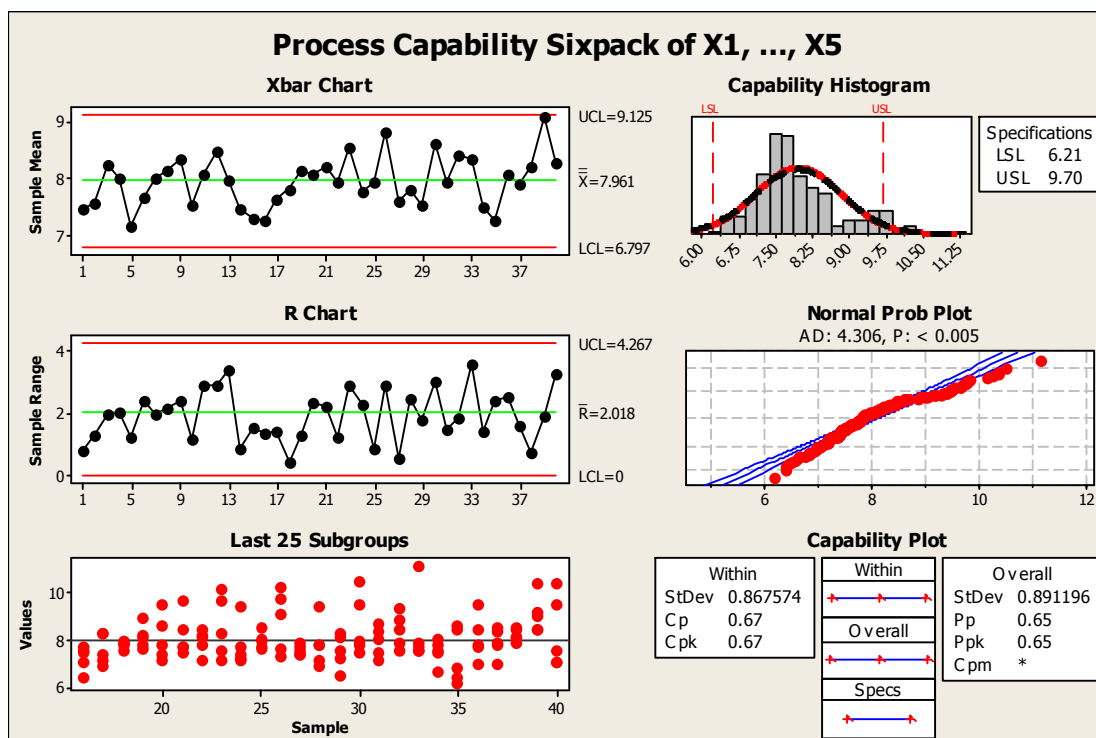 Process Capability Sixpack of X1, ..., X5
Xbar Chart
Sample Mean
9
8
7
1 5 9 13 17 21 25 29 33 37
UCL=9.125
X=7.961
LCL=6.797
R Chart
Sample Range
4
2
0
1 5 9 13 17 21 25 29 33 37
UCL=4.267
R=2.018
LCL=0
Last 25 Subgroups
Values
10
8
6
20 25 30 35 40
Sample
Capability Histogram
LSL USL
6.00 6.75 7.50 8.25 9.00 9.75 10.50 11.25
Specifications
LSL 6.21
USL 9.70
Normal Prob Plot
AD: 4.306, P: < 0.005
6 8 10 12
Capability Plot
Within
StDev 0.867574
Cp 0.67
Cpk 0.67
Within
Overall
Specs
Overall
StDev 0.891196
Pp 0.65
Ppk 0.65
Cpm *